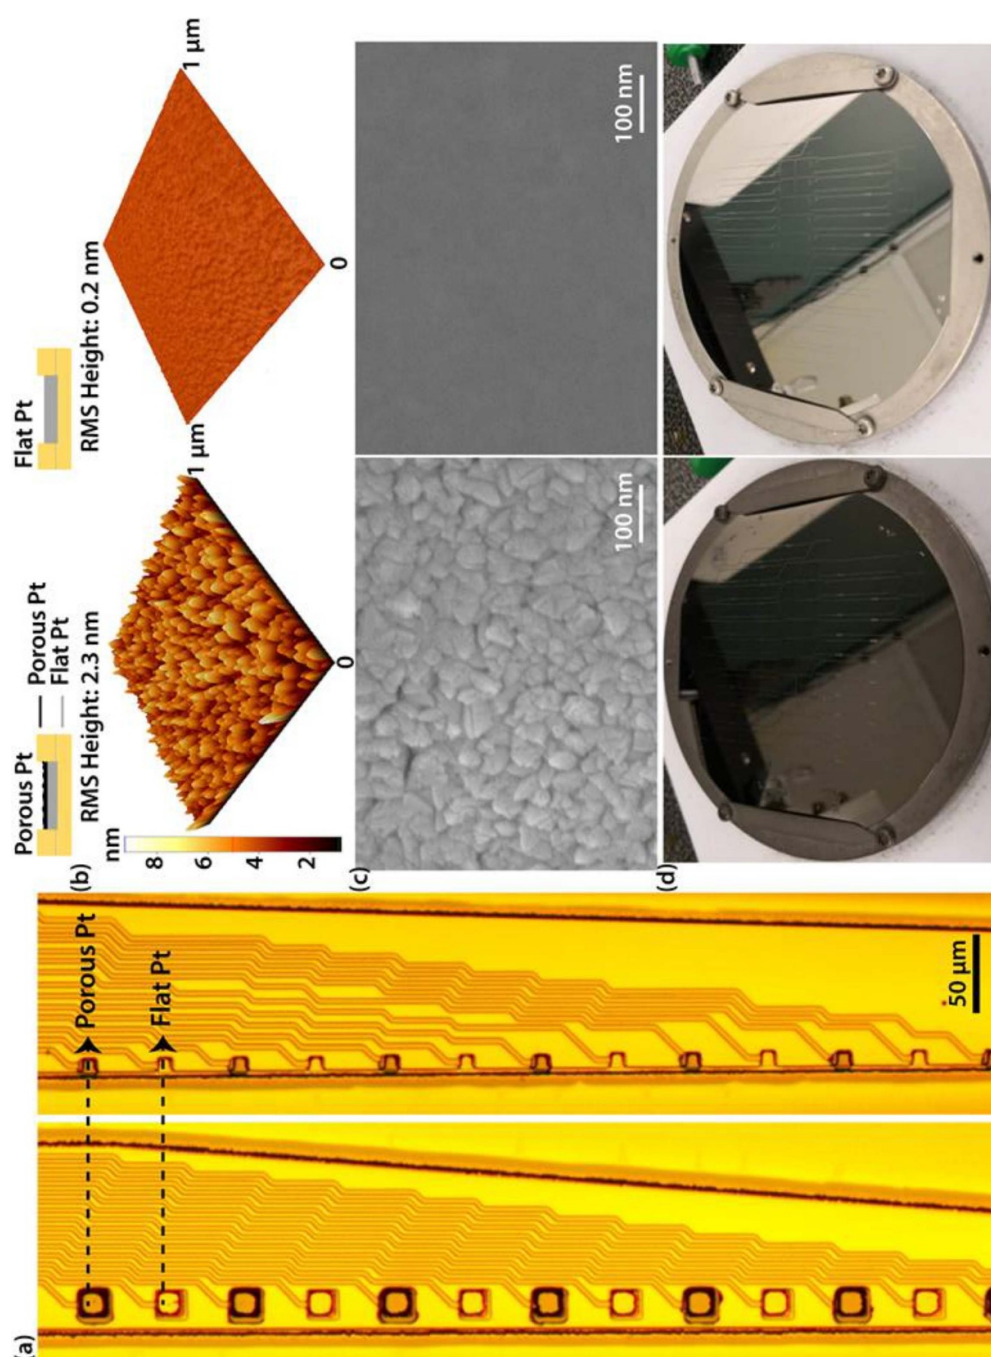 (a)
Porous Pt
Flat Pt
50 µm
Porous Pt
Porous Pt
Flat Pt
Flat Pt
(b)
RMS Height: 2.3 nm
RMS Height: 0.2 nm
nm
8
6
4
2
0
1 µm
0
1 µm
(c)
100 nm
100 nm
(d)